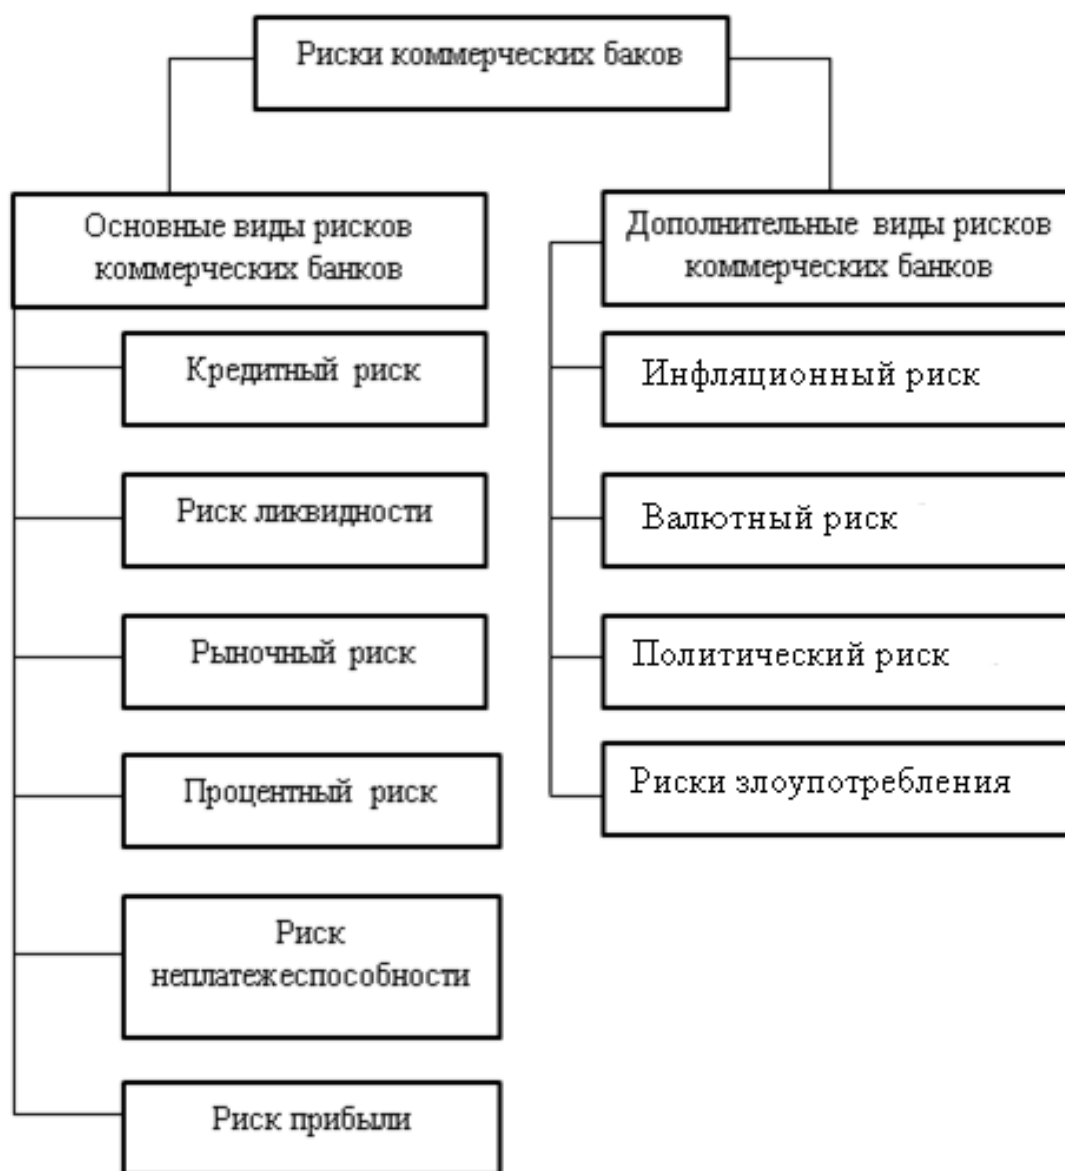 Риски коммерческих баков
Основные виды рисков
коммерческих банков
Кредитный риск
Риск ликвидности
Рыночный риск
Процентный риск
Риск
неплатежеспособности
Риск прибыли
Дополнительные виды рисков
коммерческих банков
Инфляционный риск
Валютный риск
Политический риск
Риски злоупотребления